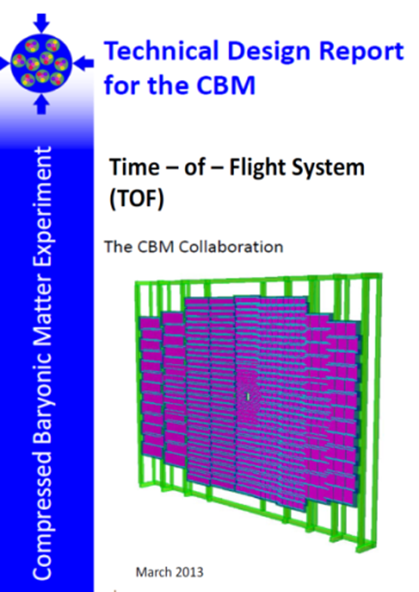 Technical Design Report
for the CBM
Time – of – Flight System
(TOF)
The CBM Collaboration
Compressed Baryonic Matter Experiment
March 2013